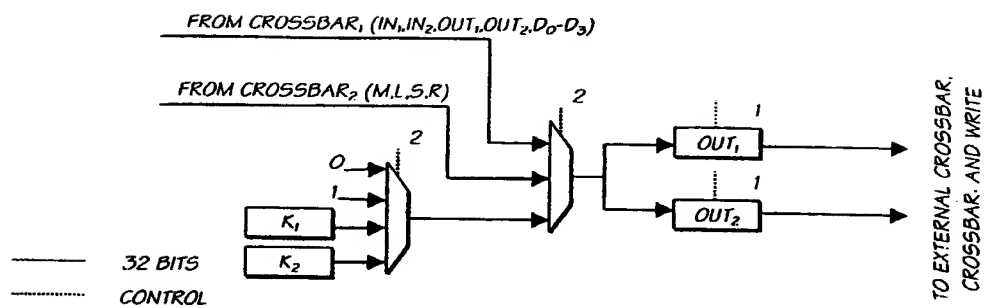 FROM CROSSBAR₁ (IN₁,IN₂,OUT₁,OUT₂,D₀-D₃)
FROM CROSSBAR₂ (M,L,S,R)
2
2
0
1
K₁
K₂
1
OUT₁
1
OUT₂
TO EXTERNAL CROSSBAR,
CROSSBAR, AND WRITE
32 BITS
CONTROL